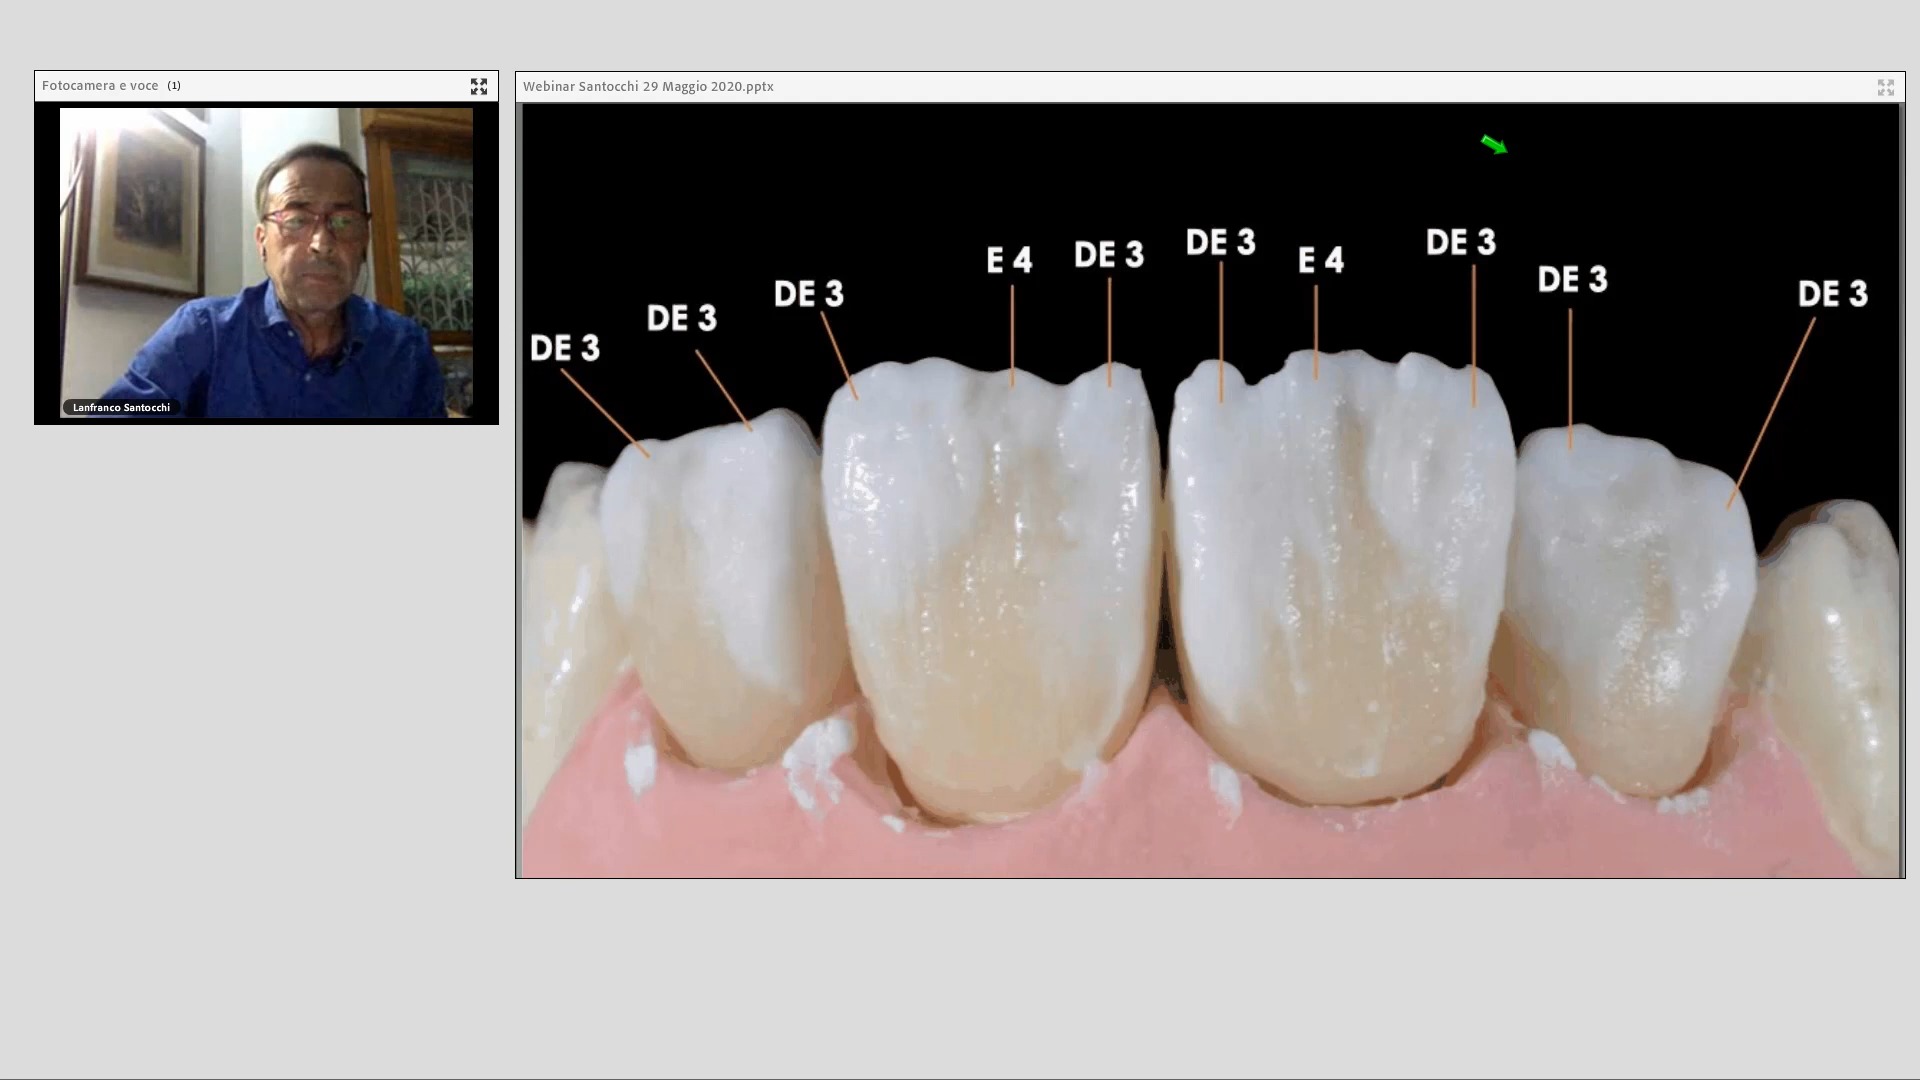 Fotocamera e voce (1)
Lanfranco Santocchi
Webinar Santocchi 29 Maggio 2020.pptx
DE 3
DE 3
DE 3
E 4
DE 3
DE 3
E 4
DE 3
DE 3
DE 3